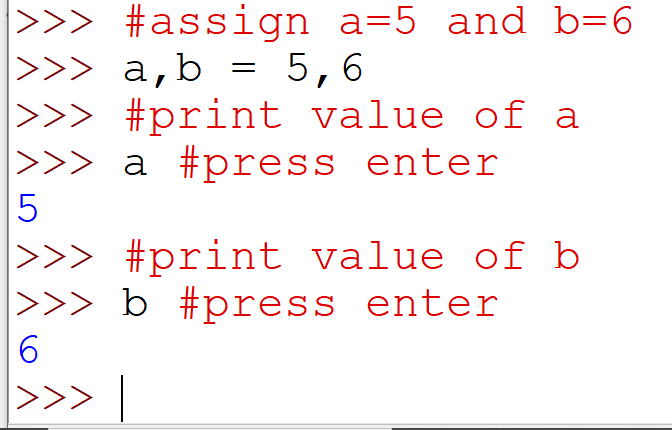 >>> #assign a=5 and b=6
>>> a,b = 5,6
>>> #print value of a
>>> a #press enter
5
>>> #print value of b
>>> b #press enter
6
>>>